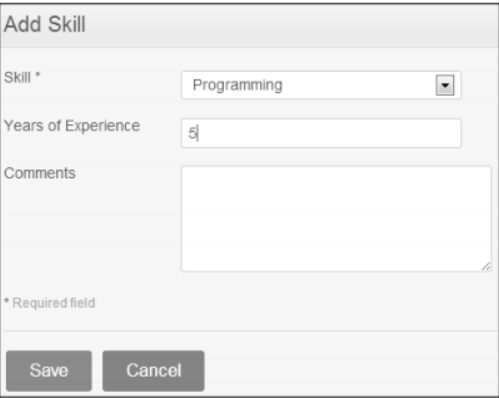 Add Skill
Skill *
Programming
Years of Experience
5
Comments
* Required field
Save
Cancel